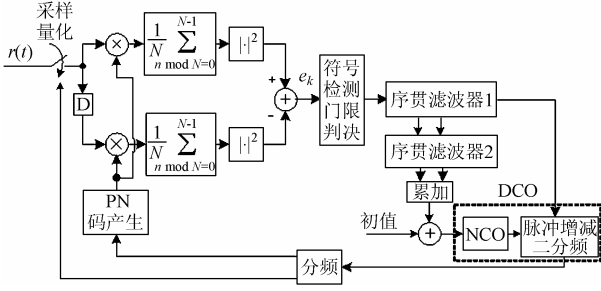 采样
量化
r(t)
D
×
×
1/N
N-1
∑
n mod N=0
|·|²
1/N
N-1
∑
n mod N=0
|·|²
+
-
+
e_k
符号
检测
门限
判决
序贯滤波器1
序贯滤波器2
累加
DCO
初值
+
NCO
脉冲增减
二分频
PN
码产生
分频